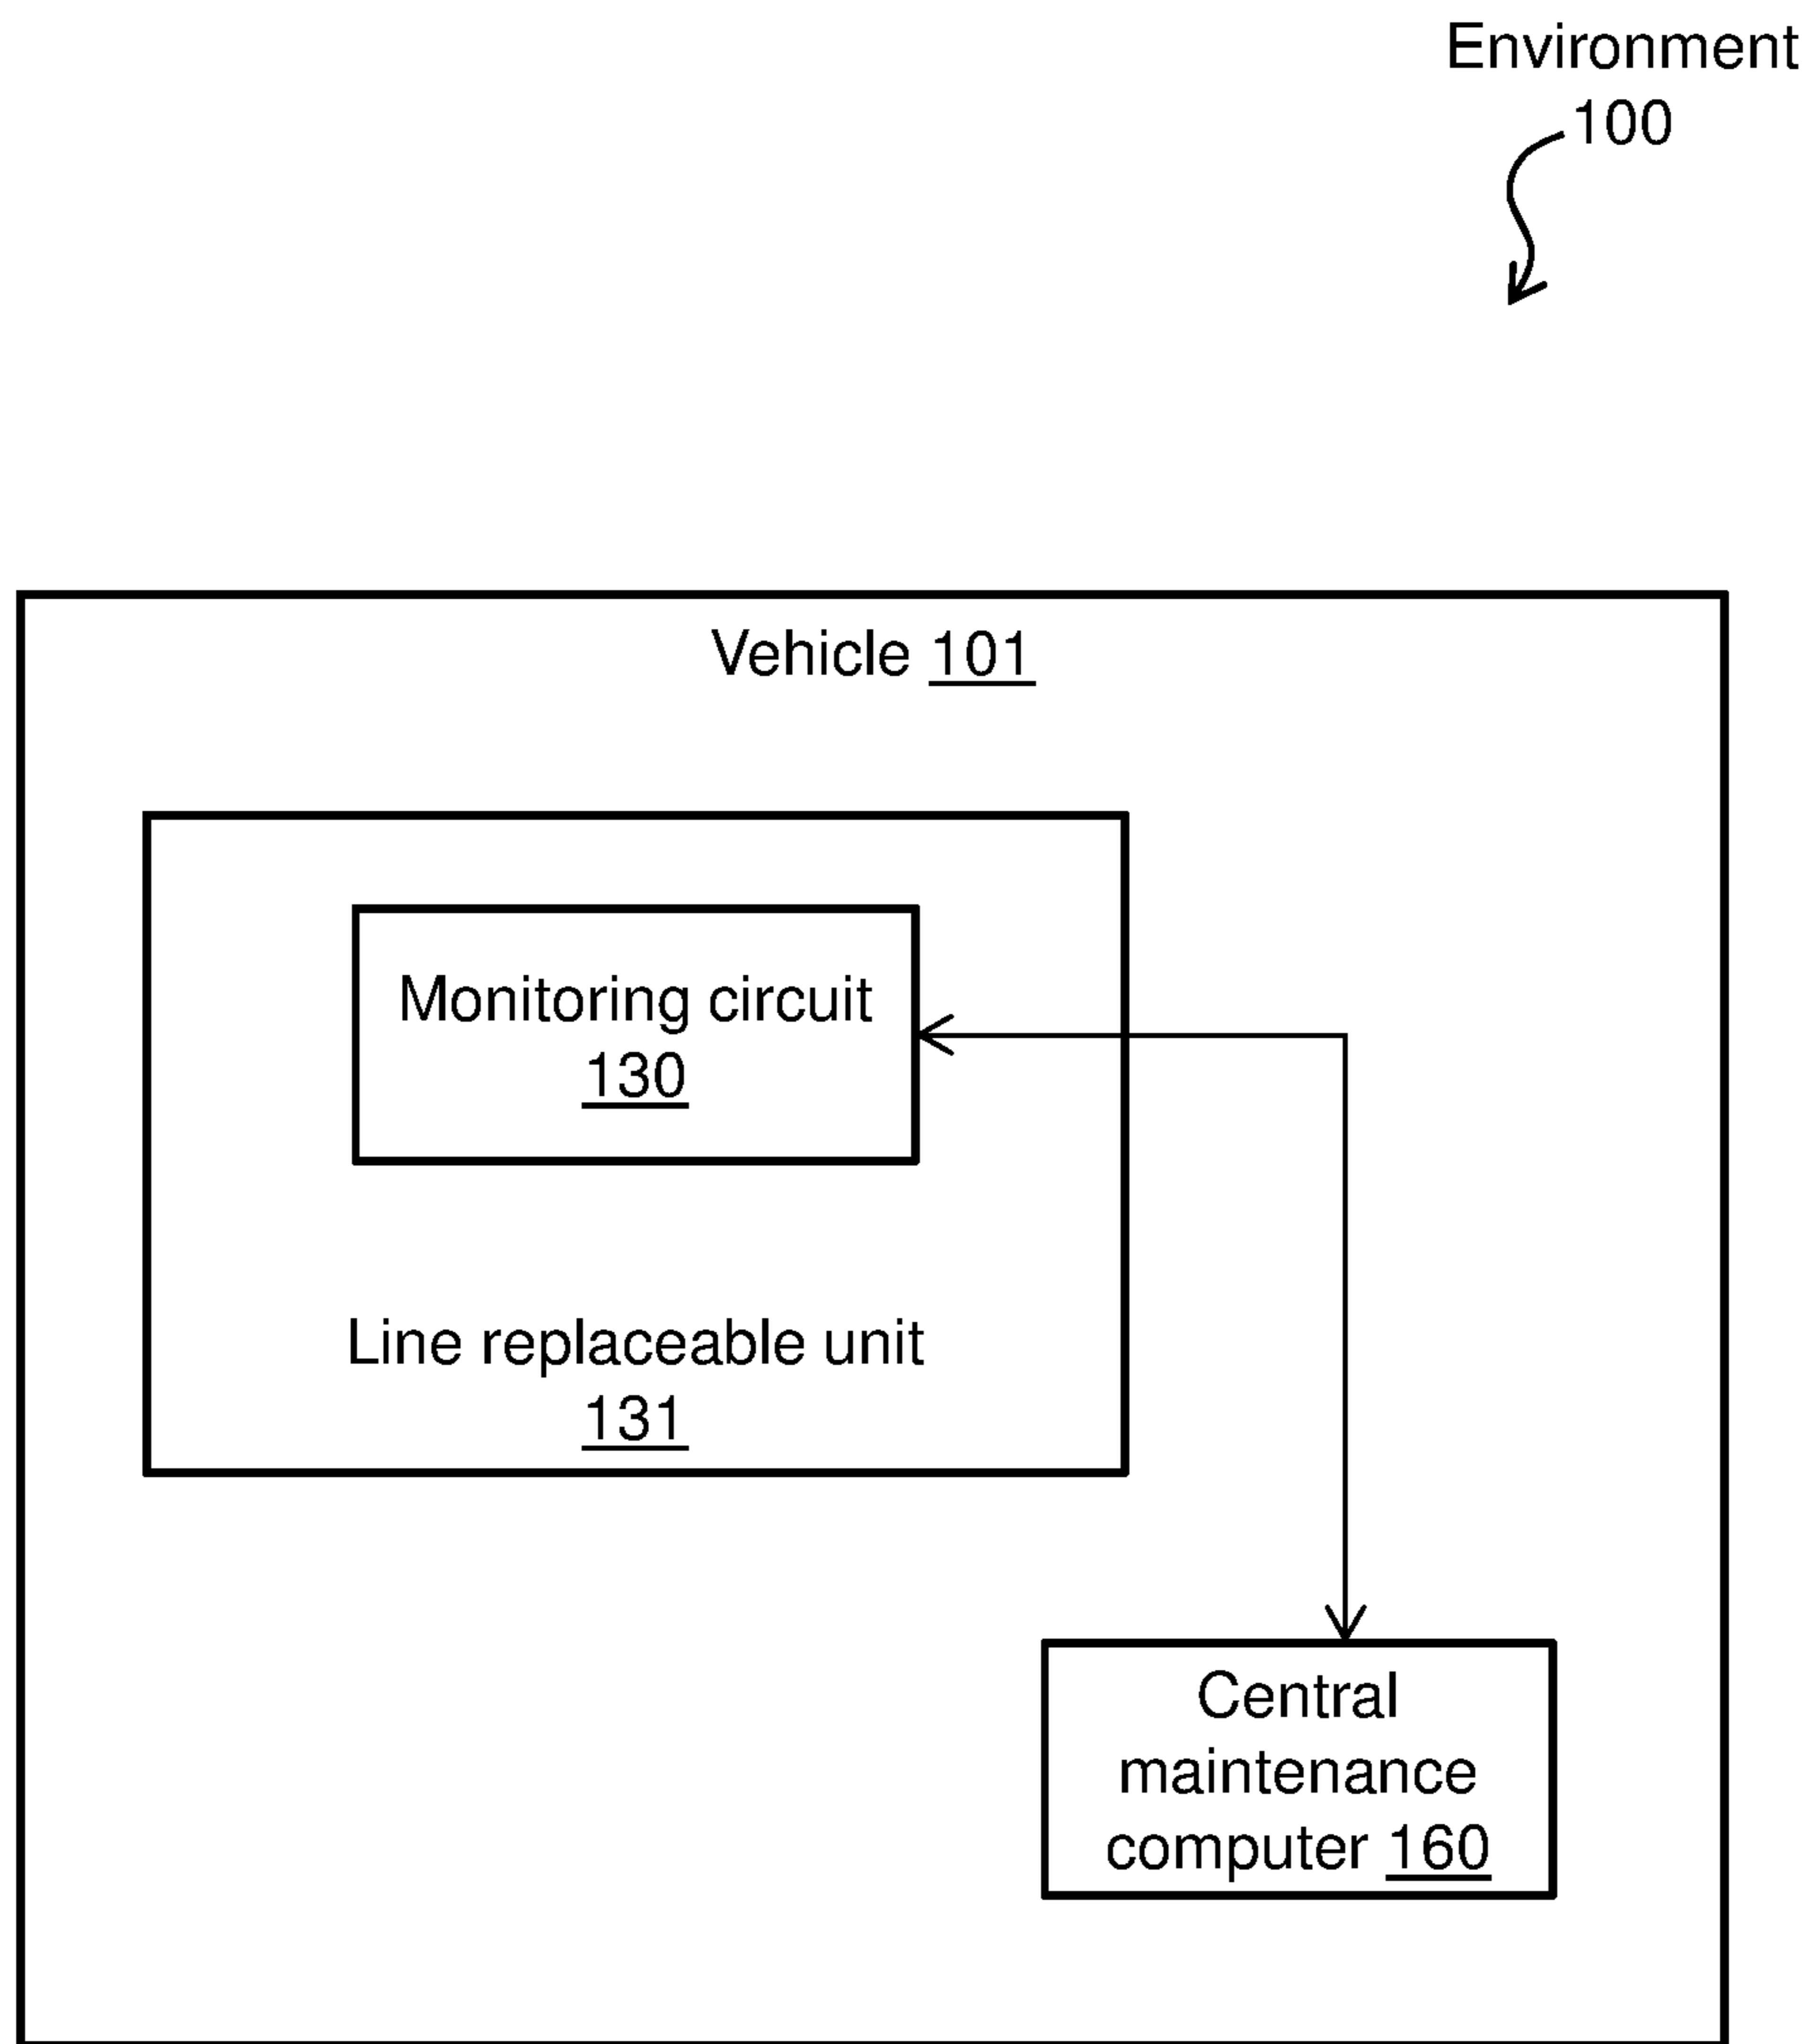 Environment
100
Vehicle 101
Monitoring circuit
130
Line replaceable unit
131
Central
maintenance
computer 160